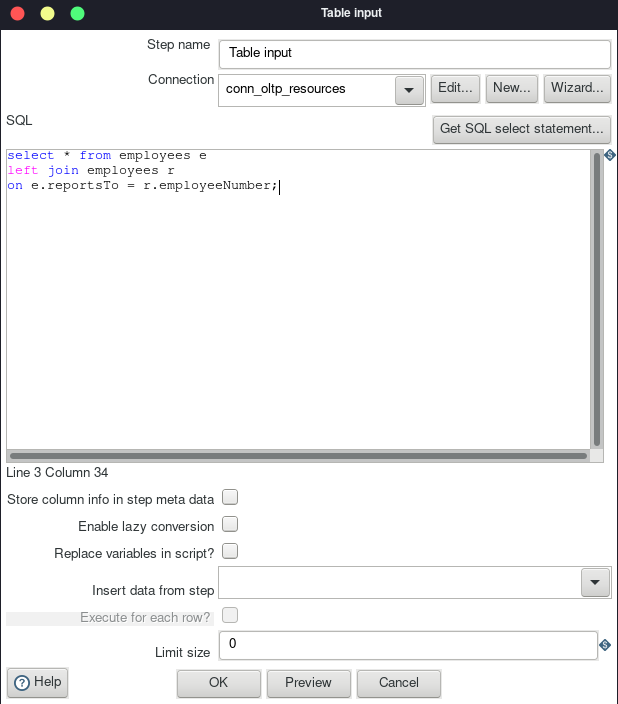 Table input
Step name
Table input
Connection
conn_oltp_resources
Edit...
New...
Wizard...
SQL
Get SQL select statement...
select * from employees e
left join employees r
on e.reportsTo = r.employeeNumber;
Line 3 Column 34
Store column info in step meta data
Enable lazy conversion
Replace variables in script?
Insert data from step
Execute for each row?
Limit size
0
Help
OK
Preview
Cancel